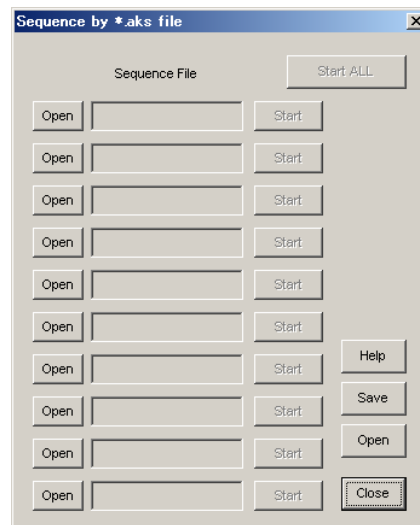 Sequence by *.aks file
Sequence File Start ALL
Open Start
Open Start
Open Start
Open Start
Open Start
Open Start
Open Start Help
Open Start Save
Open Start Open
Open Start Close